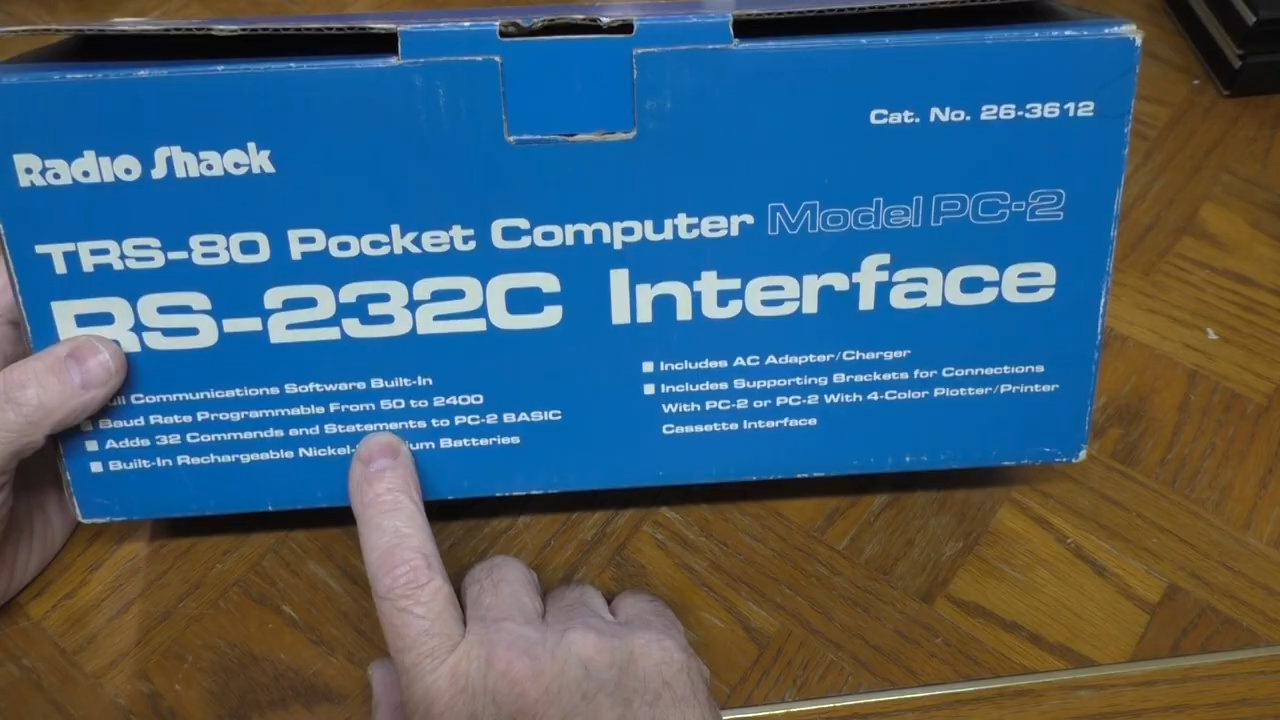 Cat. No. 26-3612
Radio Shack
TRS-80 Pocket Computer Model PC-2
RS-232C Interface
Communications Software Built-In
Baud Rate Programmable From 50 to 2400
Adds 32 Commands and Statements to PC-2 BASIC
Built-In Rechargeable Batteries
Includes AC Adapter/Charger
Includes Supporting Brackets for Connections
With PC-2 or PC-2 With 4-Color Plotter/Printer
Cassette Interface